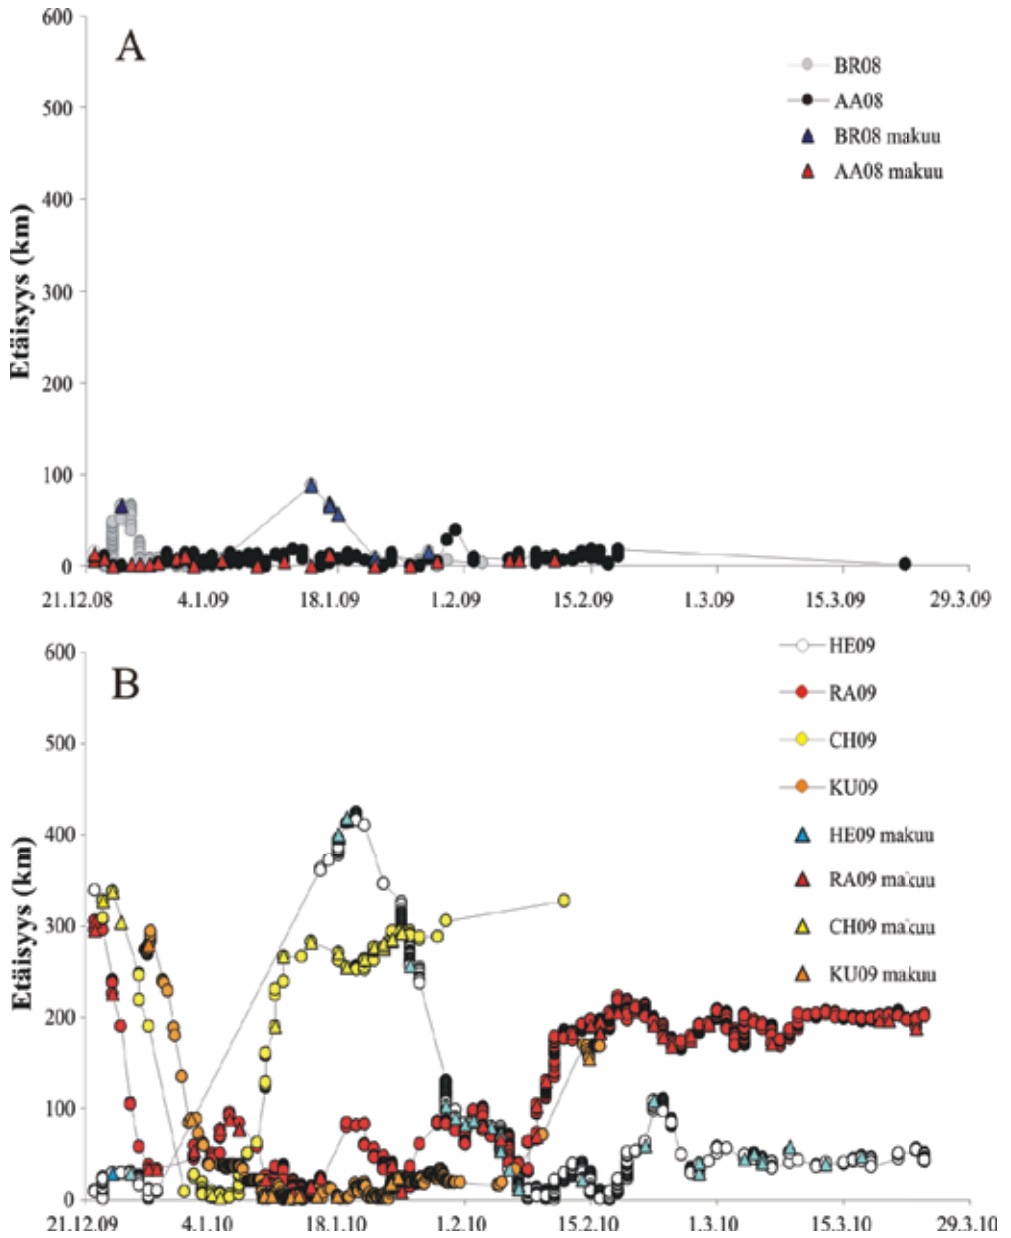 A
600
500
400
300
200
100
0
Etäisyys (km)
BR08
AA08
BR08 makuu
AA08 makuu
21.12.08 4.1.09 18.1.09 1.2.09 15.2.09 1.3.09 15.3.09 29.3.09
B
600
500
400
300
200
100
0
Etäisyys (km)
HE09
RA09
CH09
KU09
HE09 makuu
RA09 makuu
CH09 makuu
KU09 makuu
21.12.09 4.1.10 18.1.10 1.2.10 15.2.10 1.3.10 15.3.10 29.3.10